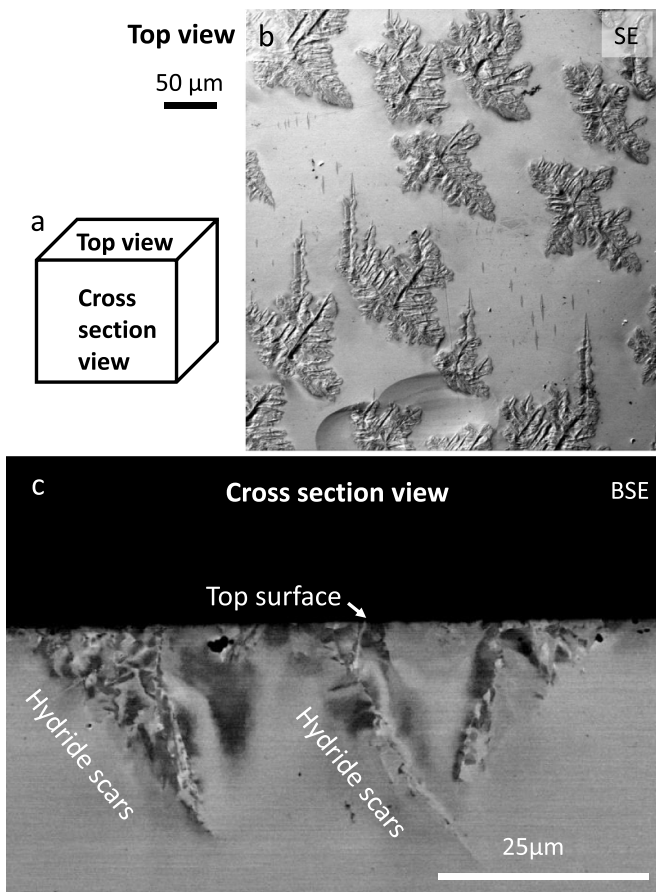 Top view
50 µm
b
SE
a
Top view
Cross
section
view
c
Cross section view
BSE
Top surface
Hydride scars
Hydride scars
25µm